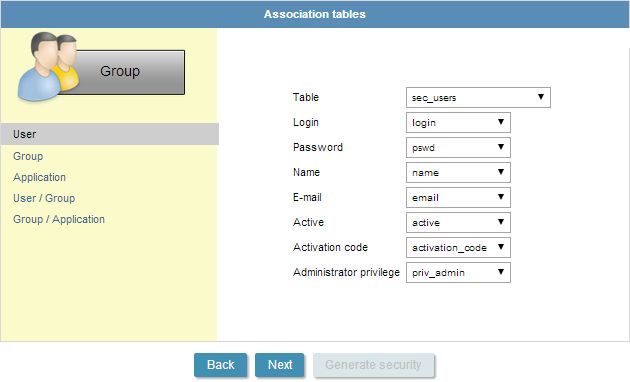 Association tables
Group
User
Group
Application
User / Group
Group / Application
Table sec_users
Login login
Password pswd
Name name
E-mail email
Active active
Activation code activation_code
Administrator privilege priv_admin
Back Next Generate security